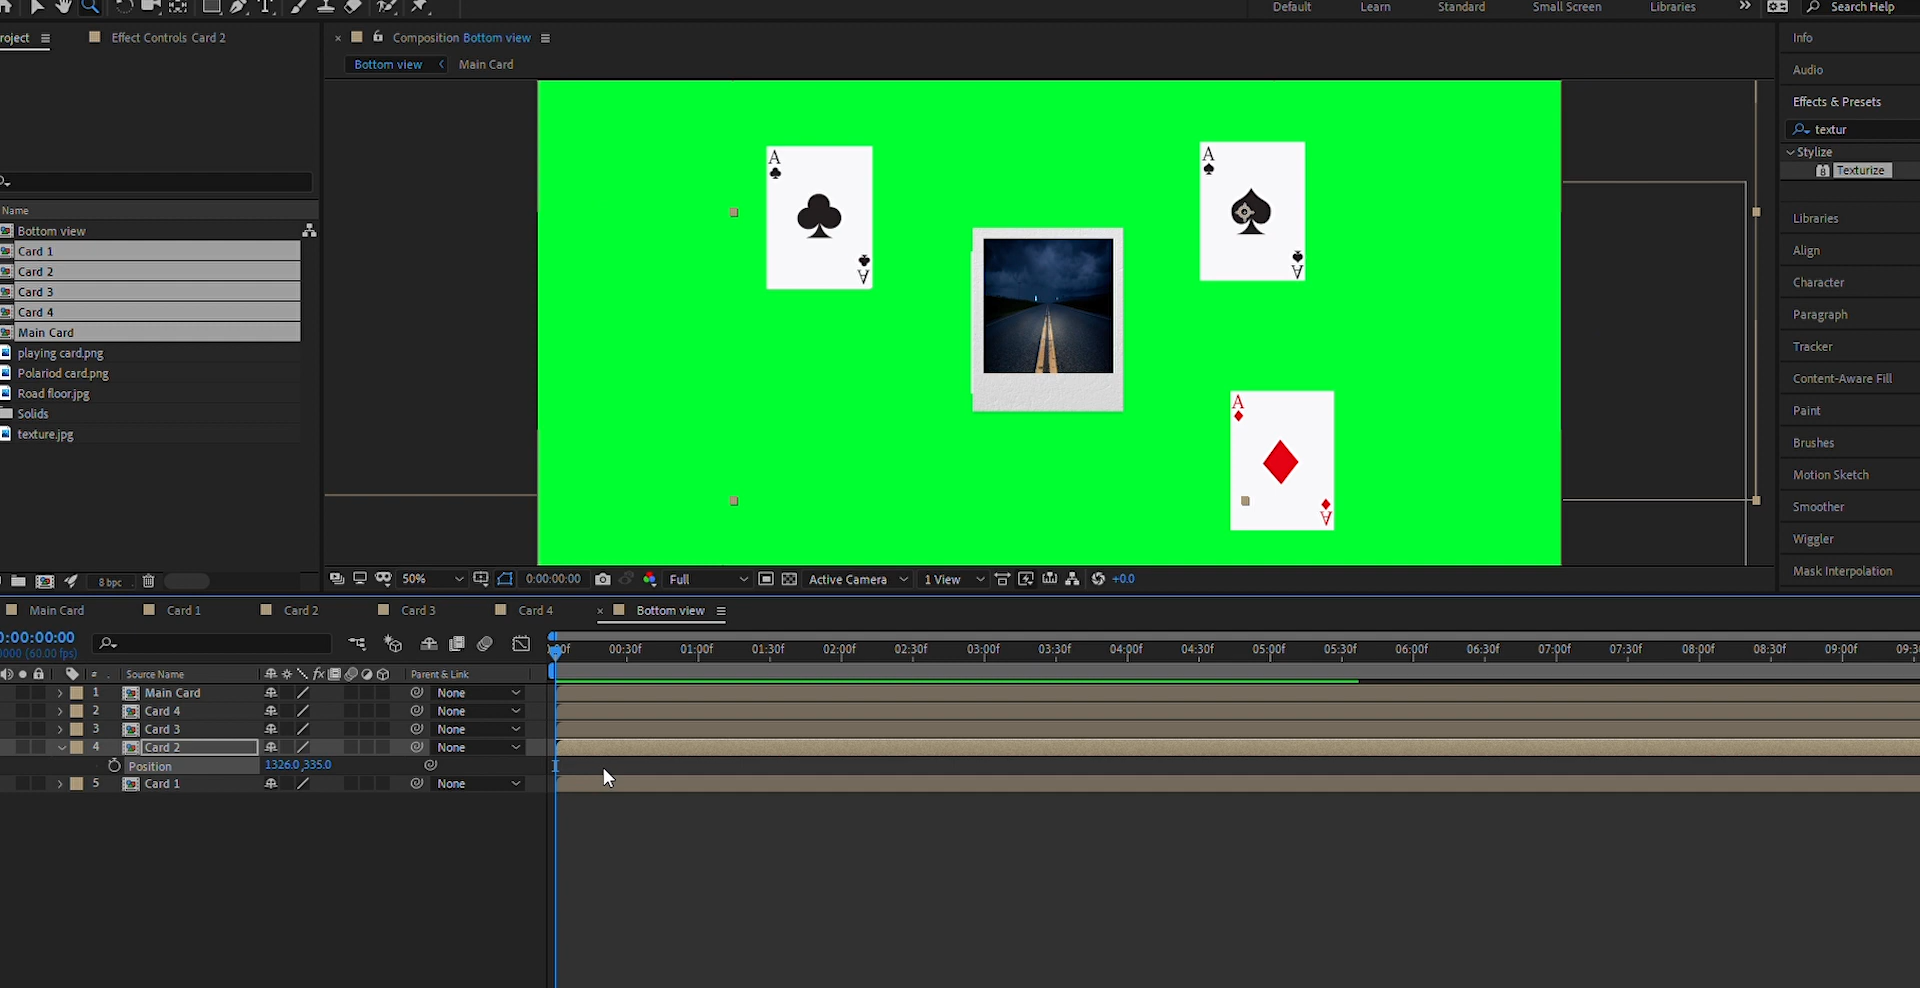 Default Learn Standard Small Screen Libraries » Search Help
roject Effect Controls Card 2
× Composition Bottom view
Bottom view Main Card
Info
Audio
Effects & Presets
textur
Stylize
Texturize
Libraries
Align
Character
Paragraph
Tracker
Content-Aware Fill
Paint
Brushes
Motion Sketch
Smoother
Wiggler
Mask Interpolation
Name
Bottom view
Card 1
Card 2
Card 3
Card 4
Main Card
playing card.png
Polariod card.png
Road floor.jpg
Solids
texture.jpg
8 bpc
A
A
A
A
A
A
50% 0:00:00:00 Full Active Camera 1 View +0.0
Main Card Card 1 Card 2 Card 3 Card 4 × Bottom view
0:00:00:00
0000 (60.00 fps)
00f 00:30f 01:00f 01:30f 02:00f 02:30f 03:00f 03:30f 04:00f 04:30f 05:00f 05:30f 06:00f 06:30f 07:00f 07:30f 08:00f 08:30f 09:00f 09:30
Source Name fx Parent & Link
1 Main Card None
2 Card 4 None
3 Card 3 None
4 Card 2 None
Position 1326.0,335.0
5 Card 1 None